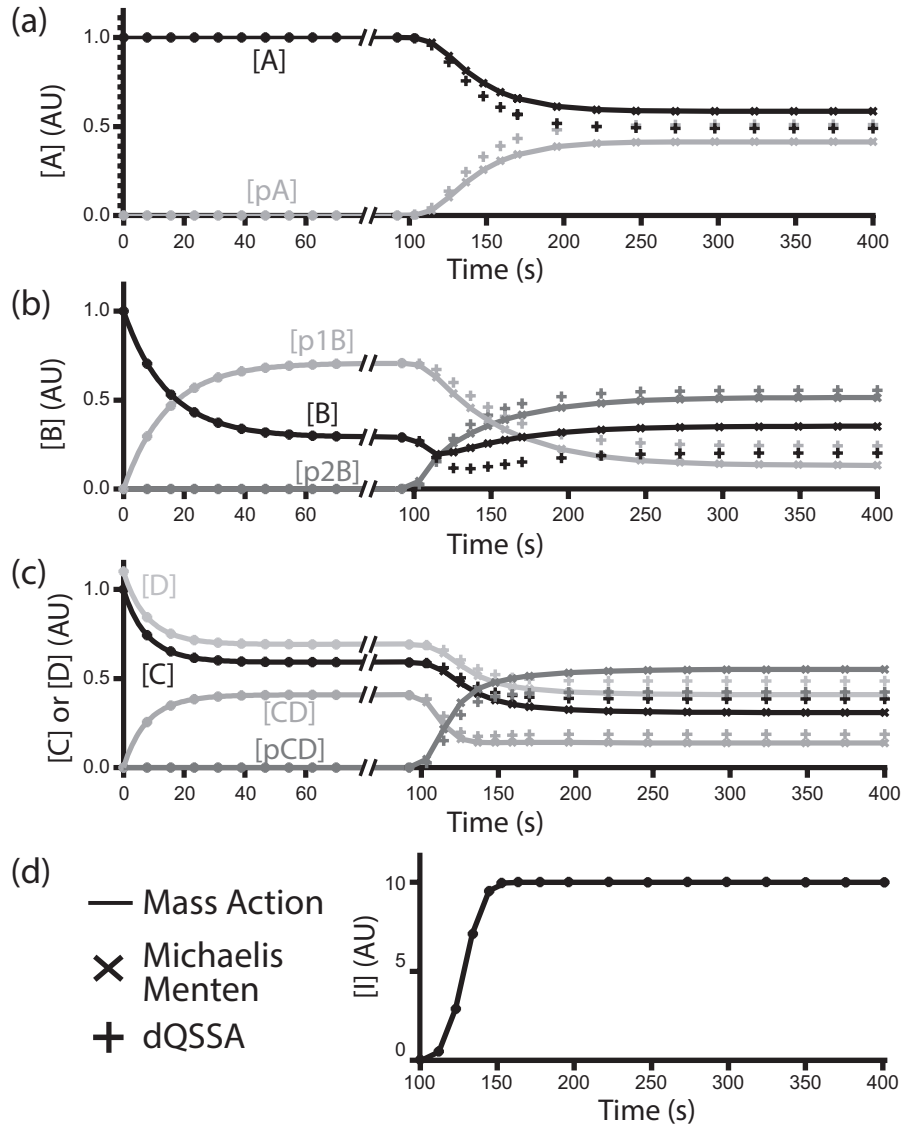 (a)
[A] (AU)
1.0
0.5
0.0
[A]
[pA]
0 20 40 60 100 150 200 250 300 350 400
Time (s)
(b)
[B] (AU)
1.0
0.5
0.0
[p1B]
[B]
[p2B]
0 20 40 60 100 150 200 250 300 350 400
Time (s)
(c)
[C] or [D] (AU)
1.0
0.5
0.0
[D]
[C]
[CD]
[pCD]
0 20 40 60 100 150 200 250 300 350 400
Time (s)
(d)
Mass Action
Michaelis
Menten
dQSSA
[I] (AU)
10
5
0
100 150 200 250 300 350 400
Time (s)